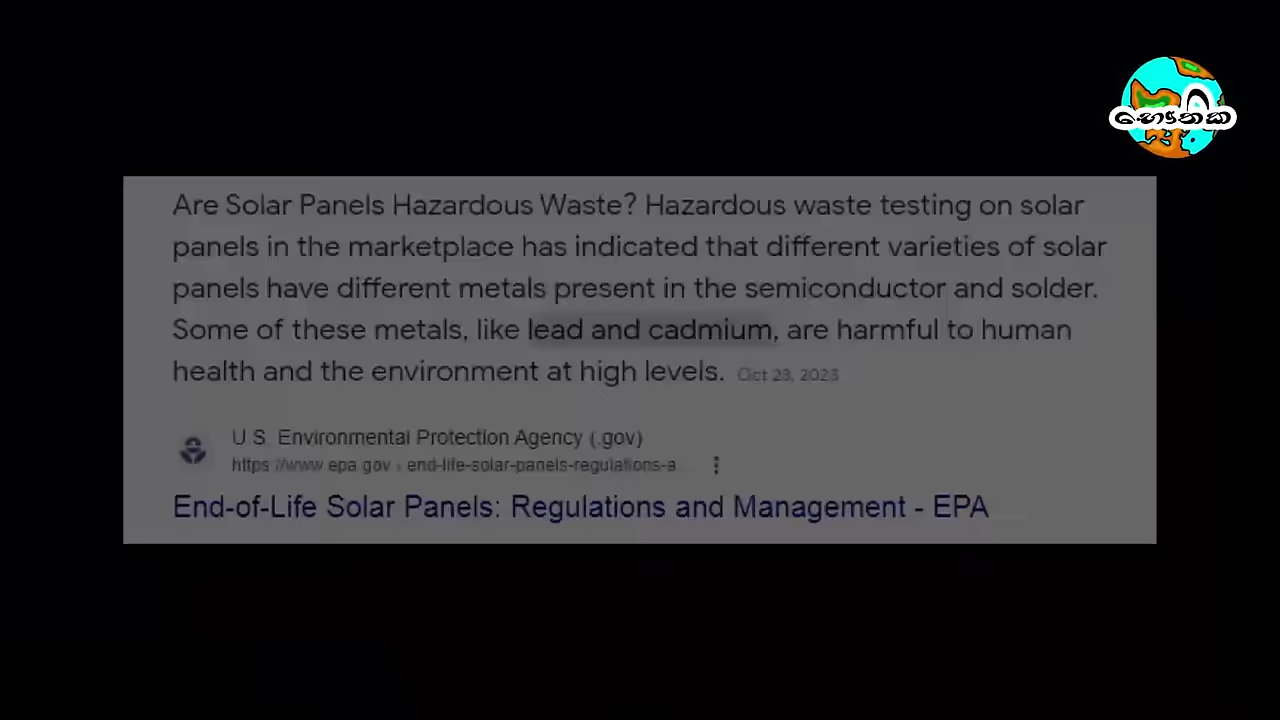 භෞතික
Are Solar Panels Hazardous Waste? Hazardous waste testing on solar
panels in the marketplace has indicated that different varieties of solar
panels have different metals present in the semiconductor and solder.
Some of these metals, like lead and cadmium, are harmful to human
health and the environment at high levels. Oct 23, 2023
U.S. Environmental Protection Agency (.gov)
https://www.epa.gov › end-life-solar-panels-regulations-a...
End-of-Life Solar Panels: Regulations and Management - EPA